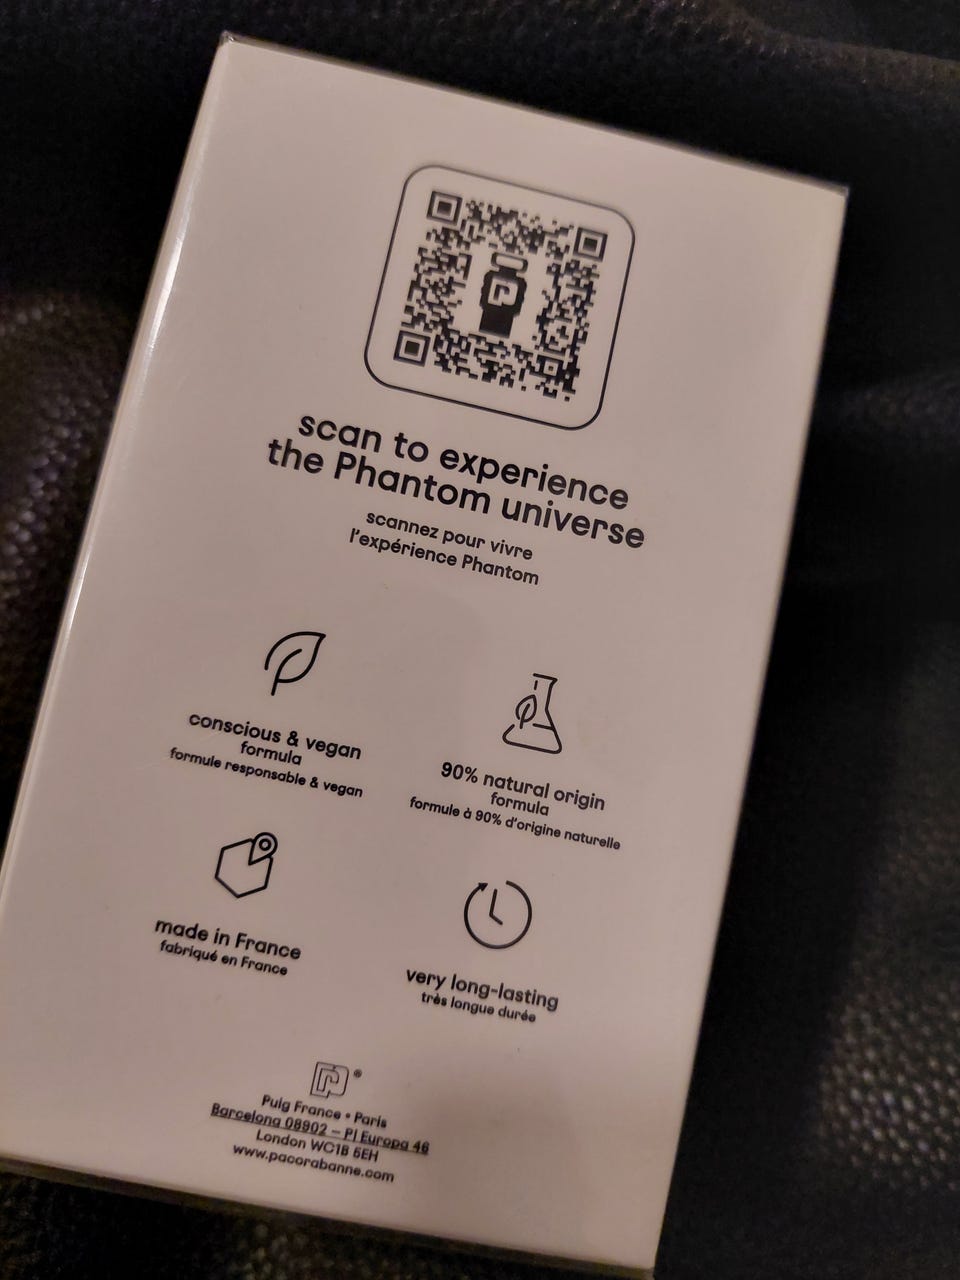 P
scan to experience
the Phantom universe
scannez pour vivre
l'expérience Phantom
conscious & vegan
formula
formule responsable & vegan
90% natural origin
formula
formule à 90% d'origine naturelle
made in France
fabriqué en France
very long-lasting
très longue durée
®
Puig France • Paris
Barcelona 08902 – Pl Europa 46
London WC1B 5EH
www.pacorabanne.com